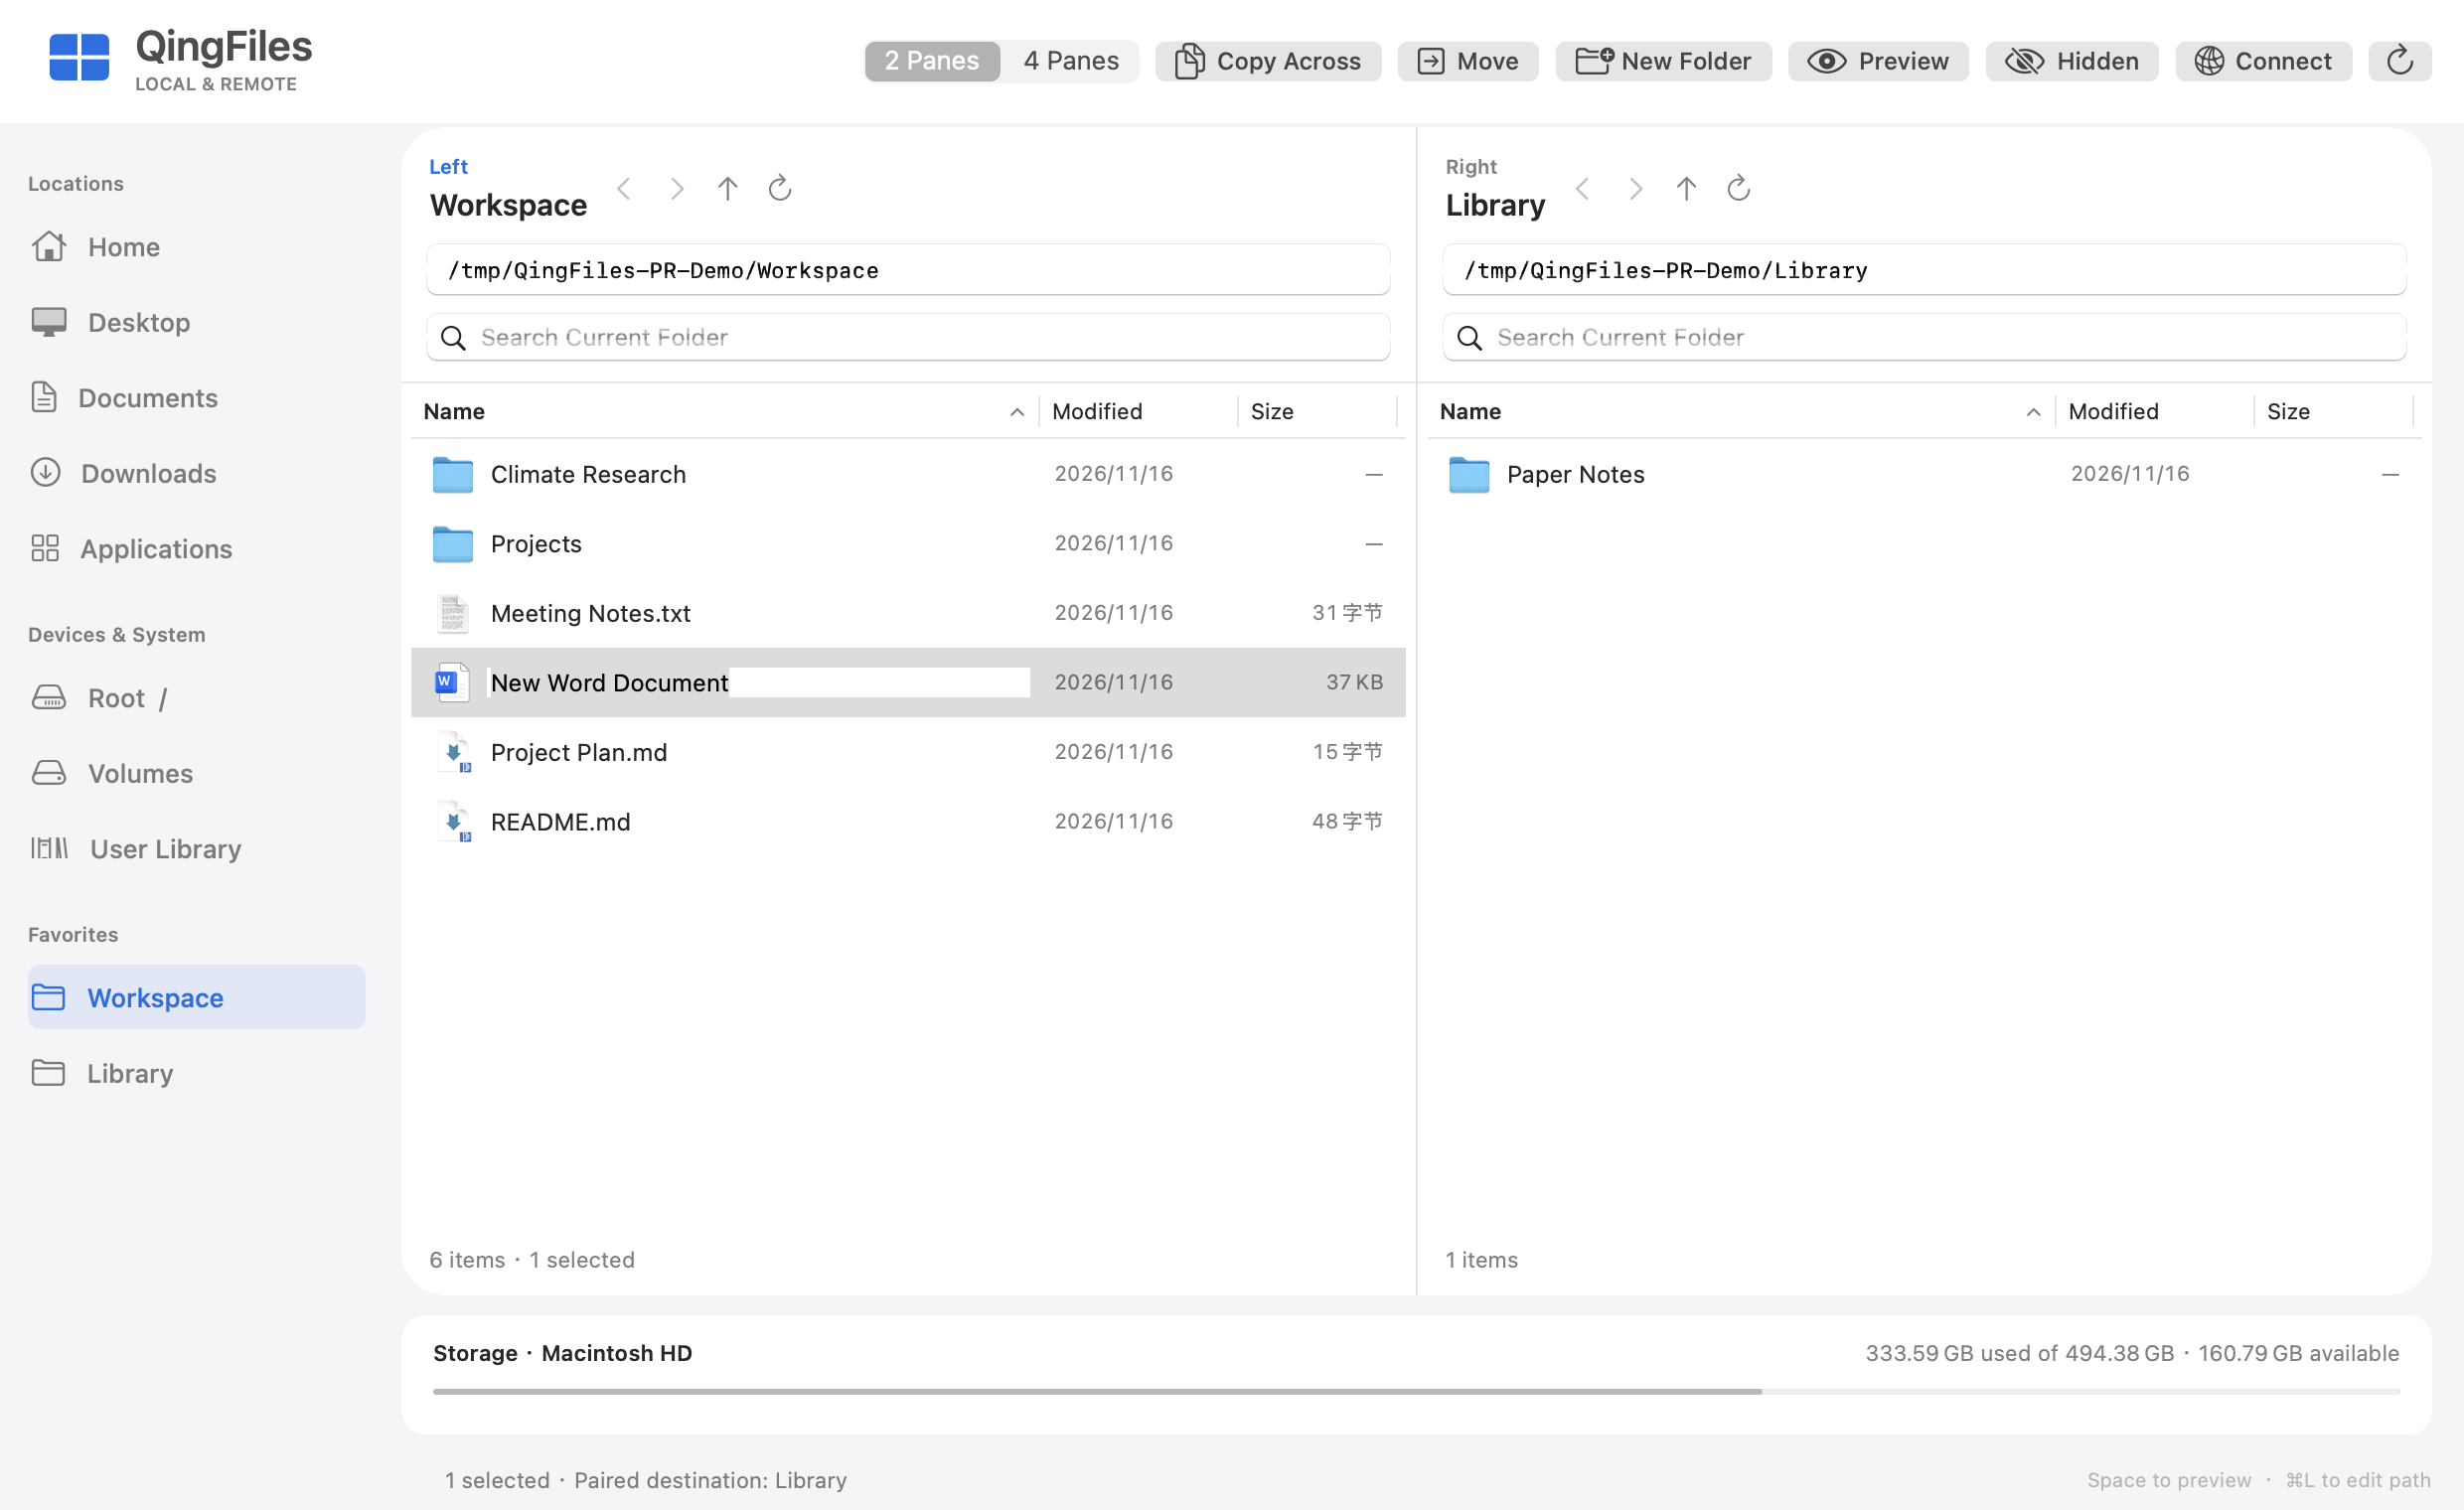 QingFiles
LOCAL & REMOTE
2 Panes
4 Panes
Copy Across
Move
New Folder
Preview
Hidden
Connect
Locations
Home
Desktop
Documents
Downloads
Applications
Devices & System
Root /
Volumes
User Library
Favorites
Workspace
Library
Left
Workspace
/tmp/QingFiles-PR-Demo/Workspace
Search Current Folder
Name Modified Size
Climate Research 2026/11/16 —
Projects 2026/11/16 —
Meeting Notes.txt 2026/11/16 31 字节
New Word Document 2026/11/16 37 KB
Project Plan.md 2026/11/16 15 字节
README.md 2026/11/16 48 字节
6 items · 1 selected
Right
Library
/tmp/QingFiles-PR-Demo/Library
Search Current Folder
Name Modified Size
Paper Notes 2026/11/16 —
1 items
Storage · Macintosh HD
333.59 GB used of 494.38 GB · 160.79 GB available
1 selected · Paired destination: Library
Space to preview · ⌘L to edit path